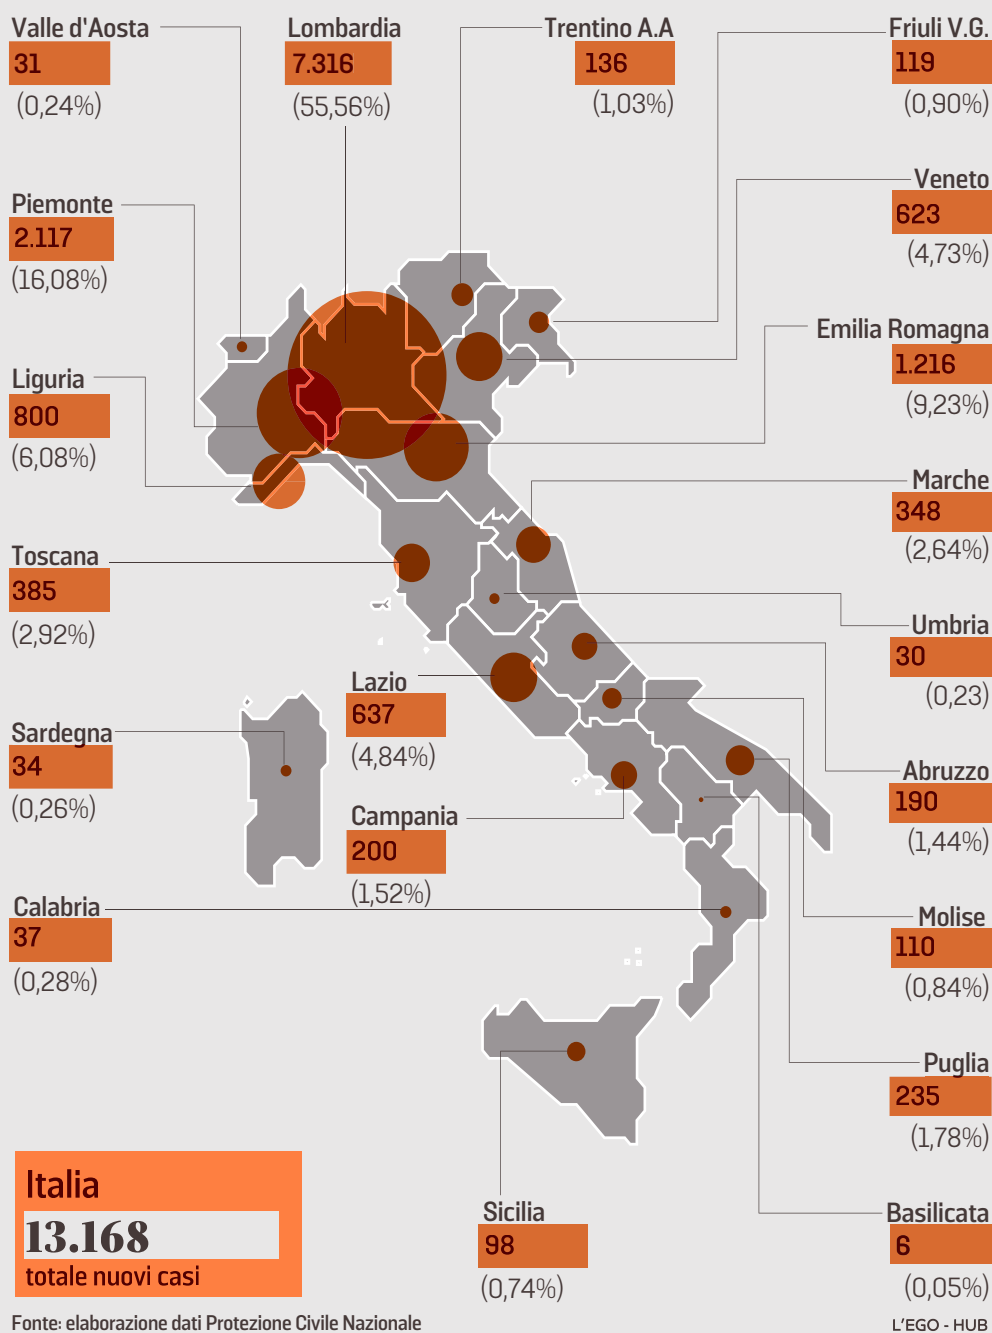 Valle d'Aosta
31
(0,24%)
Lombardia
7.316
(55,56%)
Trentino A.A
136
(1,03%)
Friuli V.G.
119
(0,90%)
Piemonte
2.117
(16,08%)
Veneto
623
(4,73%)
Emilia Romagna
1.216
(9,23%)
Liguria
800
(6,08%)
Marche
348
(2,64%)
Toscana
385
(2,92%)
Umbria
30
(0,23)
Lazio
637
(4,84%)
Sardegna
34
(0,26%)
Abruzzo
190
(1,44%)
Campania
200
(1,52%)
Calabria
37
(0,28%)
Molise
110
(0,84%)
Puglia
235
(1,78%)
Sicilia
98
(0,74%)
Basilicata
6
(0,05%)
Italia
13.168
totale nuovi casi
Fonte: elaborazione dati Protezione Civile Nazionale
L'EGO - HUB